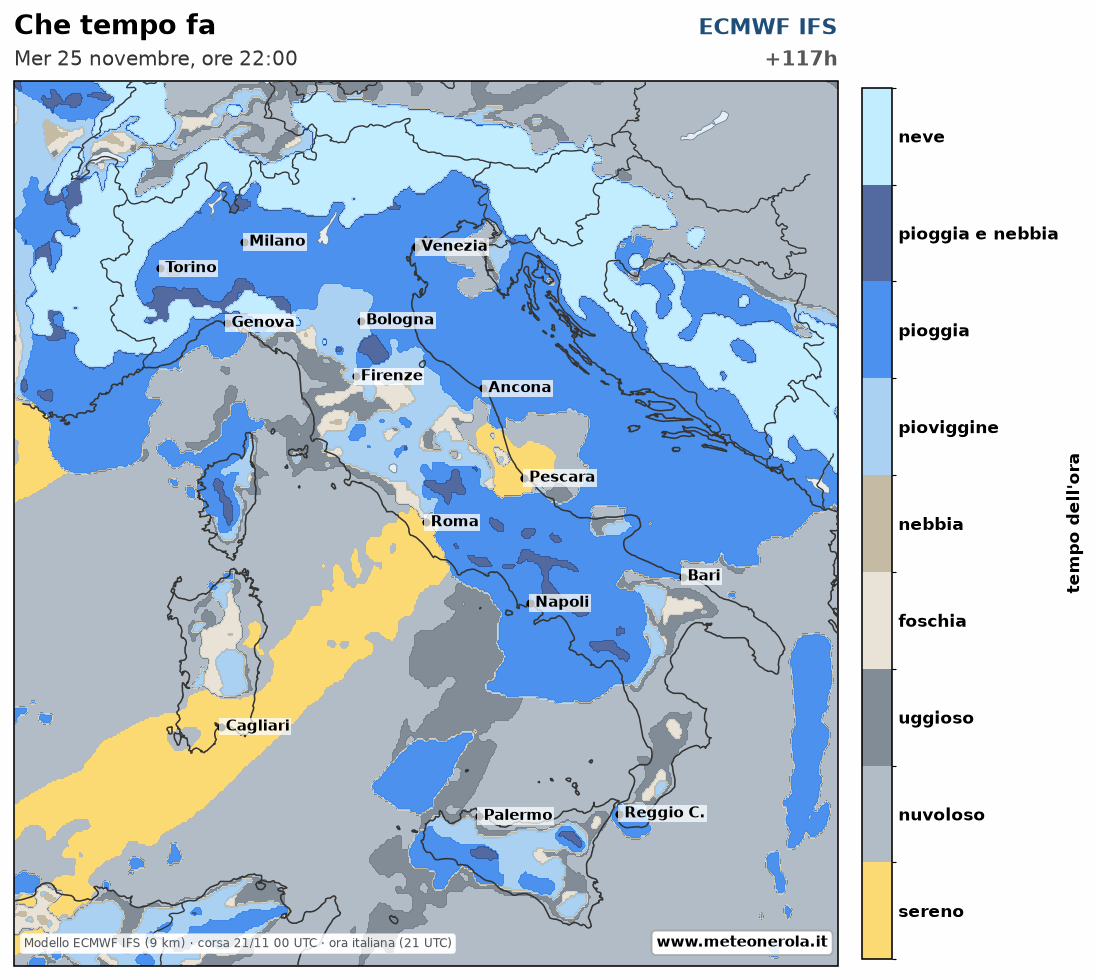 Che tempo fa
ECMWF IFS
Mer 25 novembre, ore 22:00
+117h
neve
pioggia e nebbia
pioggia
pioviggine
nebbia
foschia
uggioso
nuvoloso
sereno
tempo dell'ora
Milano
Venezia
Torino
Genova
Bologna
Firenze
Ancona
Pescara
Roma
Bari
Napoli
Cagliari
Palermo
Reggio C.
Modello ECMWF IFS (9 km) · corsa 21/11 00 UTC · ora italiana (21 UTC)
www.meteonerola.it